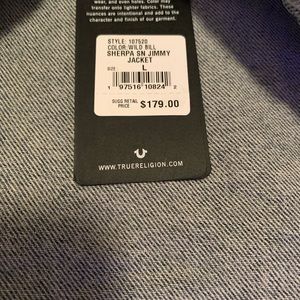 wear, and even holes. Color may
transfer onto lighter fabrics. These
nuances are intentional and add to the
character and finish of our garment.
STYLE: 107520
COLOR:WILD BILL
SHERPA SN JIMMY
JACKET
SIZE L
1 97516 10824 2
SUGG RETAIL
PRICE $179.00
WWW.TRUERELIGION.COM